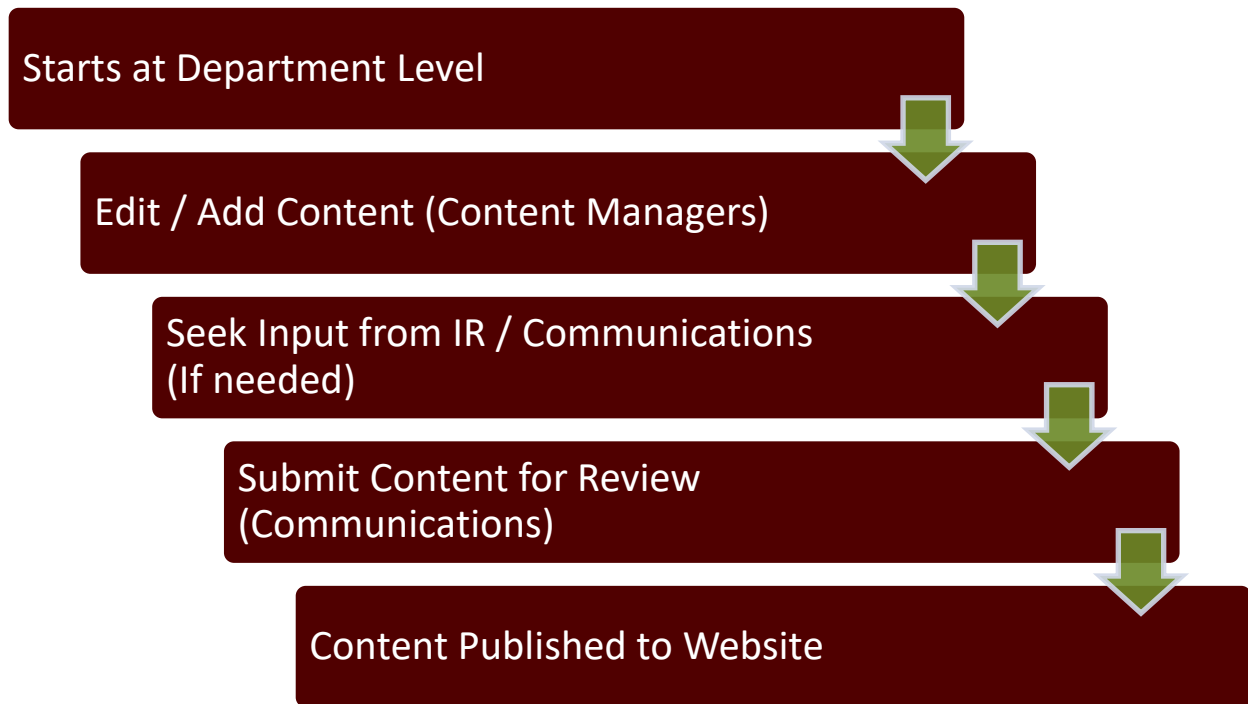 Starts at Department Level
Edit / Add Content (Content Managers)
Seek Input from IR / Communications
(If needed)
Submit Content for Review
(Communications)
Content Published to Website